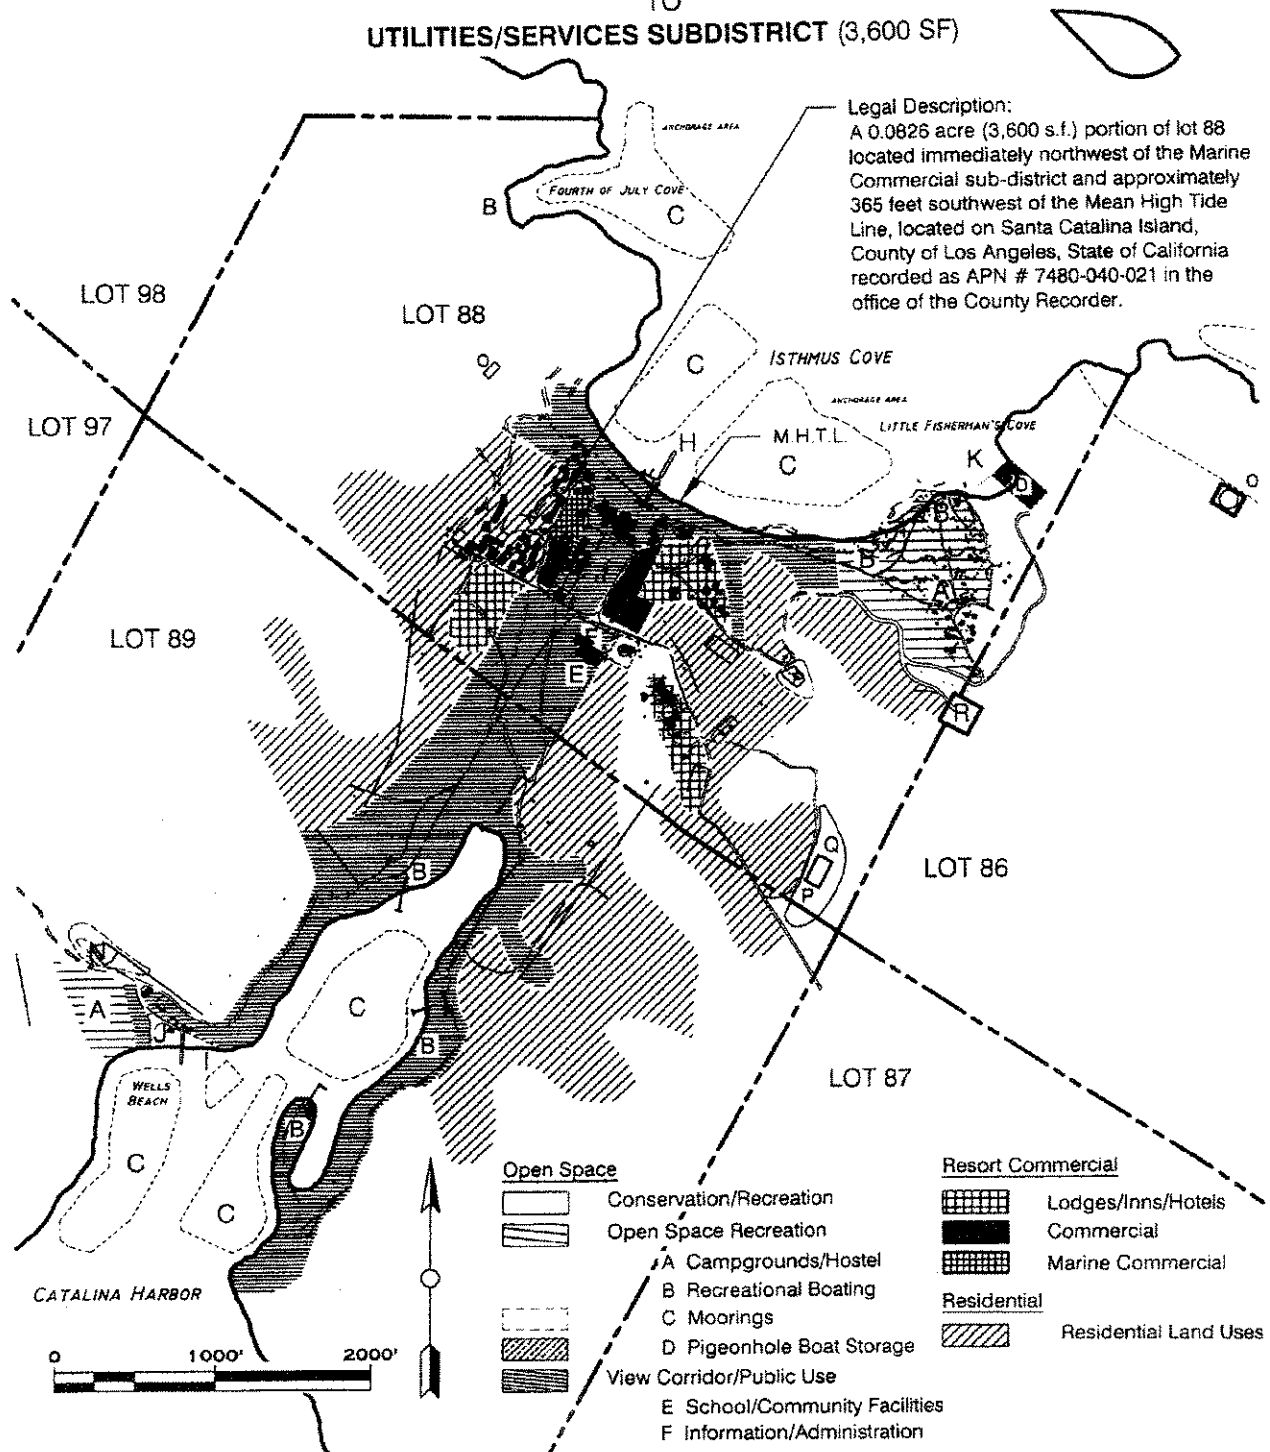 TO
UTILITIES/SERVICES SUBDISTRICT (3,600 SF)
Legal Description:
A 0.0826 acre (3,600 s.f.) portion of lot 88
located immediately northwest of the Marine
Commercial sub-district and approximately
365 feet southwest of the Mean High Tide
Line, located on Santa Catalina Island,
County of Los Angeles, State of California
recorded as APN # 7480-040-021 in the
office of the County Recorder.
ANCHORAGE AREA
FOURTH OF JULY COVE
B
C
LOT 98
LOT 88
O
C
ISTHMUS COVE
ANCHORAGE AREA
LITTLE FISHERMAN'S COVE
LOT 97
H
M.H.T.L.
C
K
D
O
B
B
A
LOT 89
F
E
R
R
Q
P
LOT 86
B
N
A
J
C
B
WELLS
BEACH
B
C
C
LOT 87
CATALINA HARBOR
0 1000' 2000'
Open Space
Conservation/Recreation
Open Space Recreation
A Campgrounds/Hostel
B Recreational Boating
C Moorings
D Pigeonhole Boat Storage
View Corridor/Public Use
E School/Community Facilities
F Information/Administration
Resort Commercial
Lodges/Inns/Hotels
Commercial
Marine Commercial
Residential
Residential Land Uses